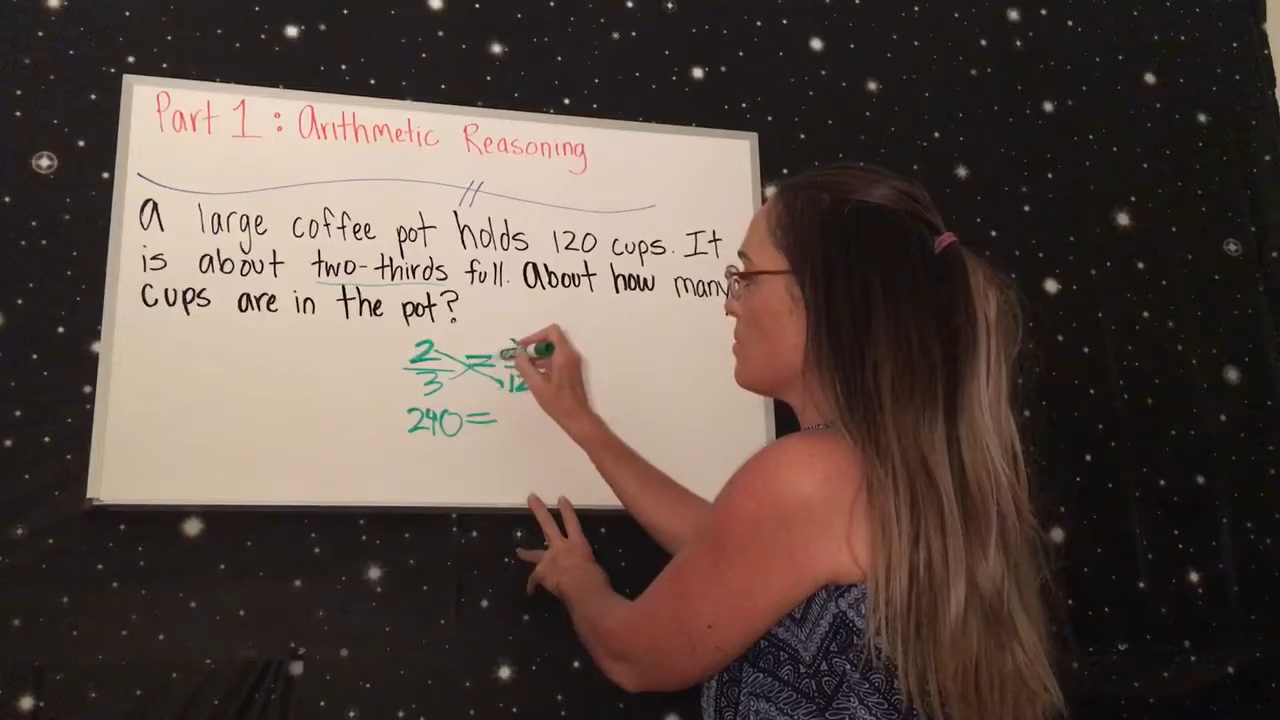 Part 1: Arithmetic Reasoning
A large coffee pot holds 120 cups. It
is about two-thirds full. About how many
cups are in the pot?
2 =
3 12
240=